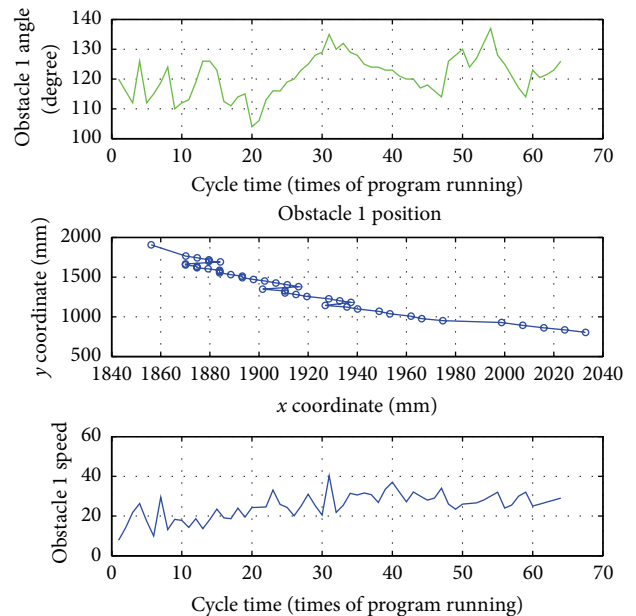 Obstacle 1 angle
(degree)
140
130
120
110
100
0 10 20 30 40 50 60 70
Cycle time (times of program running)
Obstacle 1 position
y coordinate (mm)
2000
1500
1000
500
1840 1860 1880 1900 1920 1940 1960 1980 2000 2020 2040
x coordinate (mm)
Obstacle 1 speed
60
40
20
0
0 10 20 30 40 50 60 70
Cycle time (times of program running)